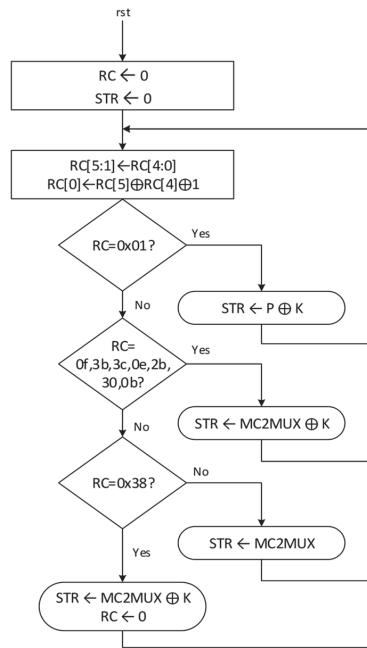 rst
RC ← 0
STR ← 0
RC[5:1]←RC[4:0]
RC[0]←RC[5]⊕RC[4]⊕1
RC=0x01?
Yes
No
STR ← P ⊕ K
RC=
0f,3b,3c,0e,2b,
30,0b?
Yes
No
STR ← MC2MUX ⊕ K
RC=0x38?
No
Yes
STR ← MC2MUX
STR ← MC2MUX ⊕ K
RC ← 0